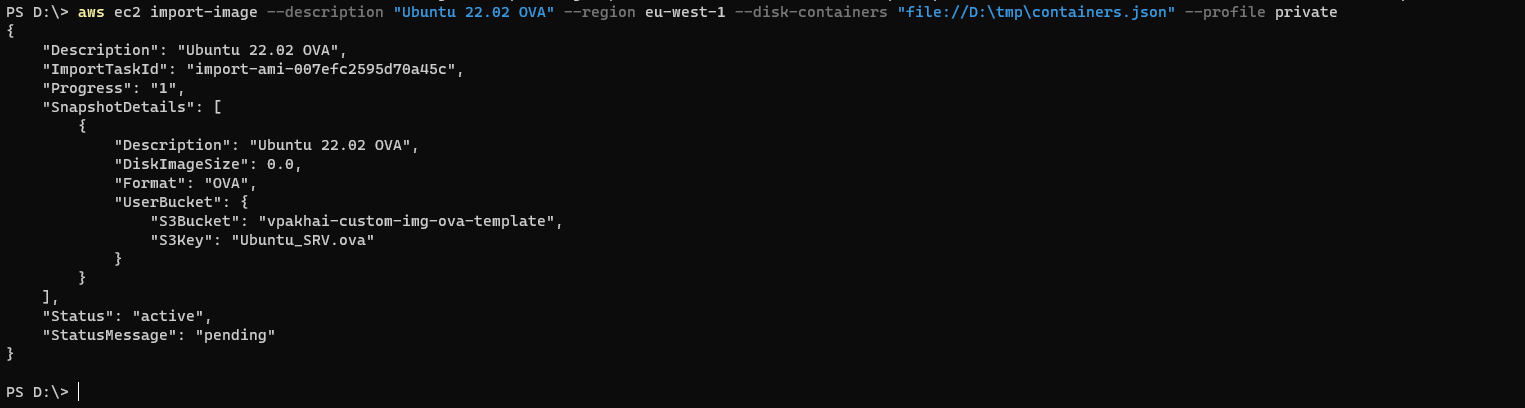 PS D:\> aws ec2 import-image --description "Ubuntu 22.02 OVA" --region eu-west-1 --disk-containers "file://D:\tmp\containers.json" --profile private
{
    "Description": "Ubuntu 22.02 OVA",
    "ImportTaskId": "import-ami-007efc2595d70a45c",
    "Progress": "1",
    "SnapshotDetails": [
        {
            "Description": "Ubuntu 22.02 OVA",
            "DiskImageSize": 0.0,
            "Format": "OVA",
            "UserBucket": {
                "S3Bucket": "vpakhai-custom-img-ova-template",
                "S3Key": "Ubuntu_SRV.ova"
            }
        }
    ],
    "Status": "active",
    "StatusMessage": "pending"
}
PS D:\>